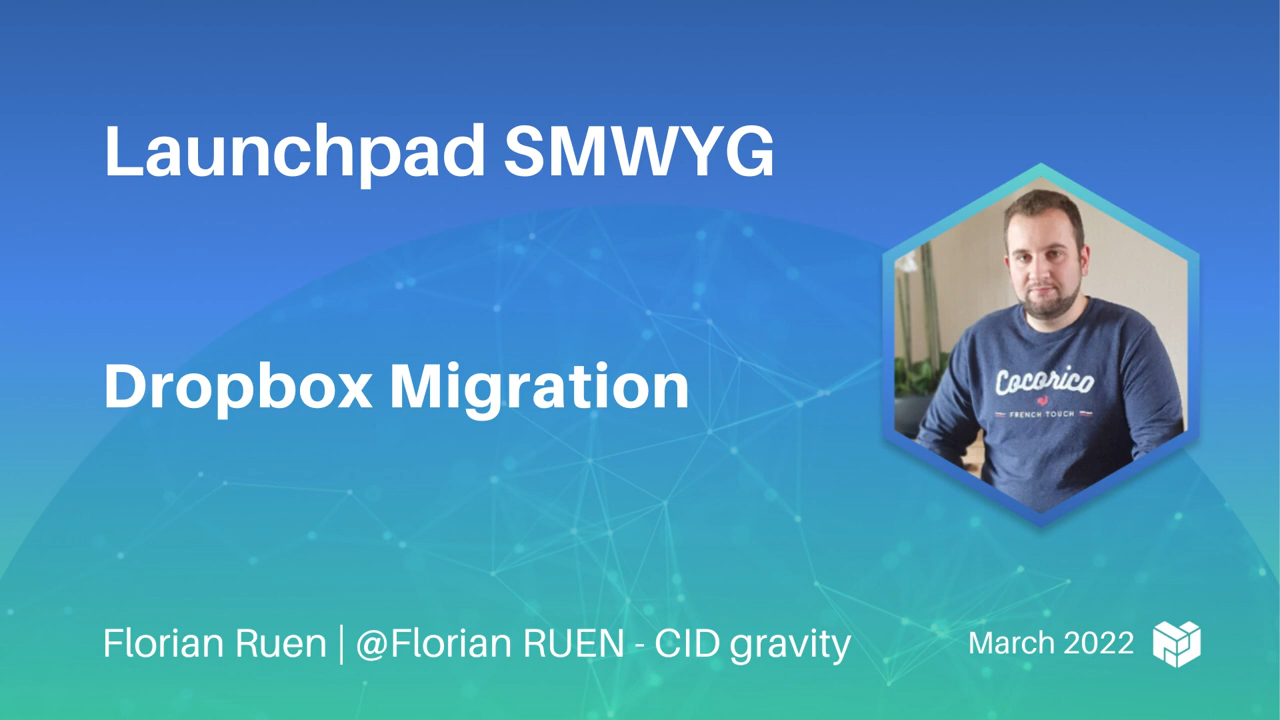 Launchpad SMWYG
Dropbox Migration
Cocorico
FRENCH TOUCH
Florian Ruen | @Florian RUEN - CID gravity
March 2022